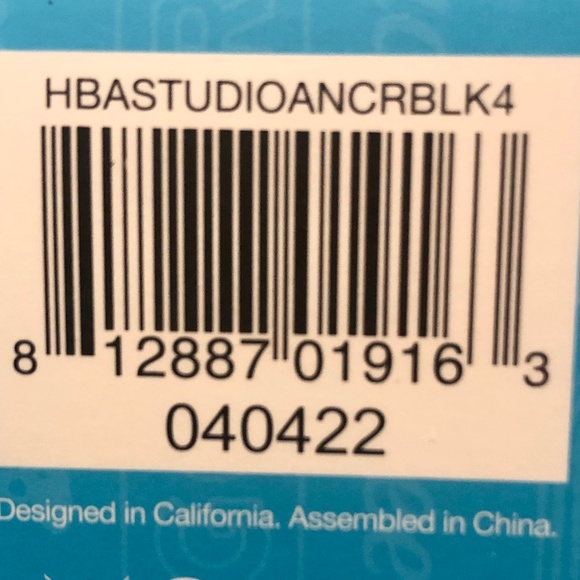 HBASTUDIOANCRBLK4
8 12887 01916 3
040422
Designed in California. Assembled in China.